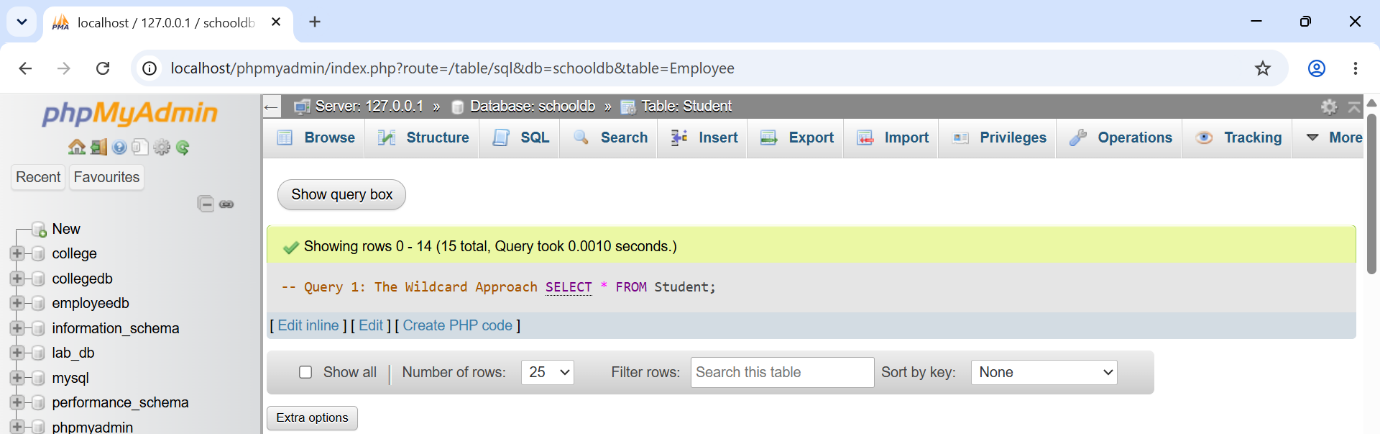 localhost / 127.0.0.1 / schooldb
localhost/phpmyadmin/index.php?route=/table/sql&db=schooldb&table=Employee
phpMyAdmin
Recent Favourites
New
college
collegedb
employeedb
information_schema
lab_db
mysql
performance_schema
phpmyadmin
Server: 127.0.0.1 » Database: schooldb » Table: Student
Browse Structure SQL Search Insert Export Import Privileges Operations Tracking More
Show query box
Showing rows 0 - 14 (15 total, Query took 0.0010 seconds.)
-- Query 1: The Wildcard Approach SELECT * FROM Student;
[ Edit inline ] [ Edit ] [ Create PHP code ]
Show all | Number of rows: 25 Filter rows: Search this table Sort by key: None
Extra options